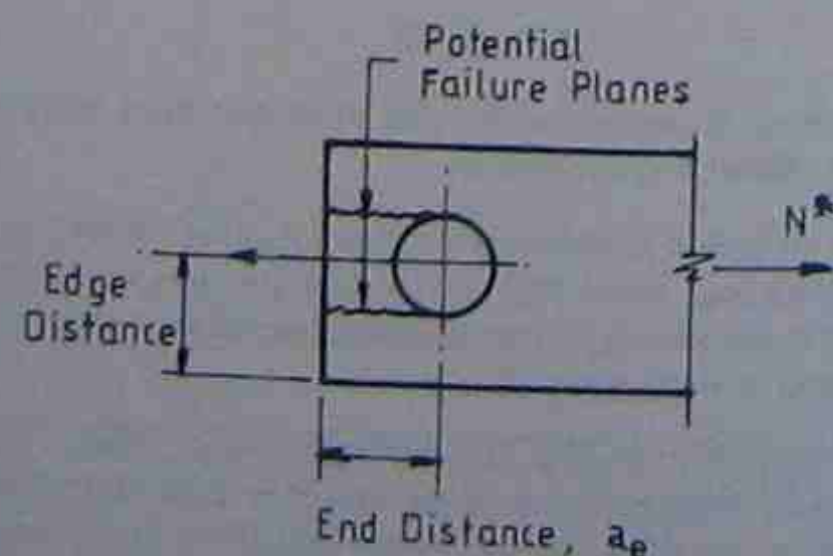 Potential
Failure Planes
N*
Edge
Distance
End Distance, ae